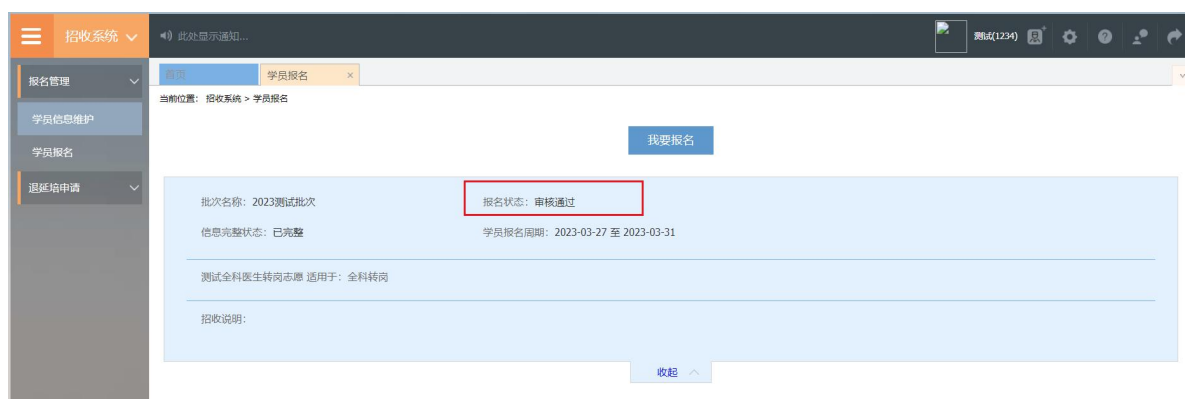 招收系统
此处显示通知...
测试(1234)
报名管理
学员信息维护
学员报名
退延培申请
首页
学员报名 ×
当前位置： 招收系统 > 学员报名
我要报名
批次名称：2023测试批次
报名状态：审核通过
信息完整状态：已完整
学员报名周期：2023-03-27 至 2023-03-31
测试全科医生转岗志愿 适用于：全科转岗
招收说明：
收起